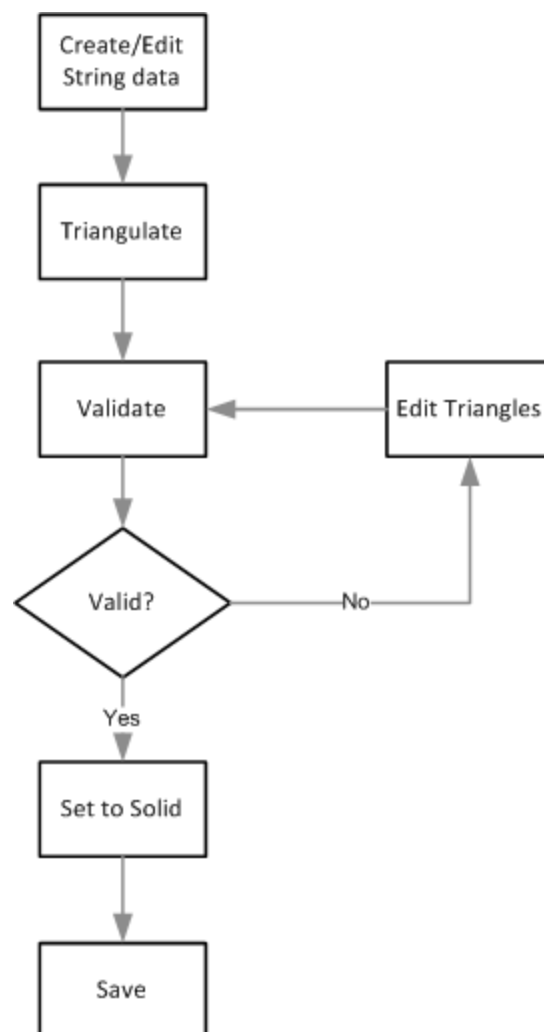 Create/Edit
String data
Triangulate
Validate
Edit Triangles
Valid?
No
Yes
Set to Solid
Save